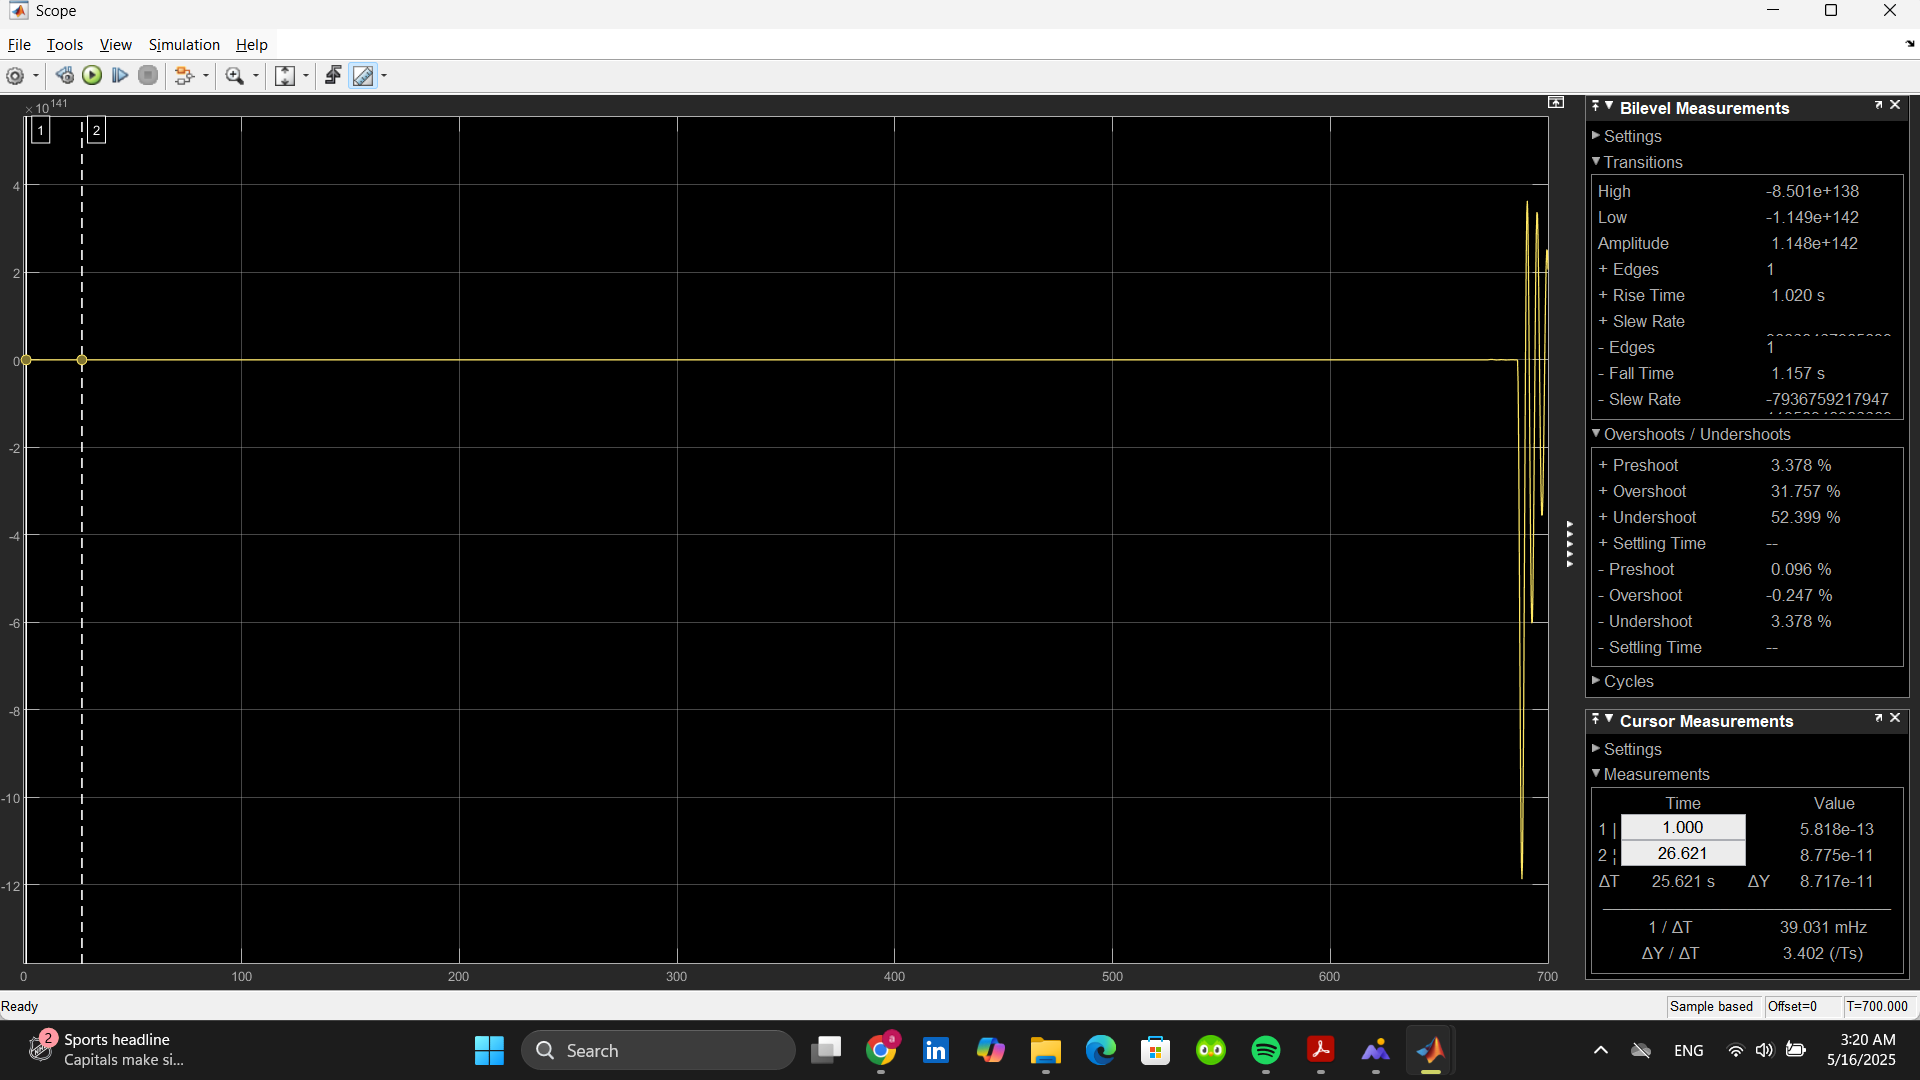 Scope
File Tools View Simulation Help
×10^141
1 2
4
2
0
-2
-4
-6
-8
-10
-12
0 100 200 300 400 500 600 700
Bilevel Measurements
Settings
Transitions
High -8.501e+138
Low -1.149e+142
Amplitude 1.148e+142
+ Edges 1
+ Rise Time 1.020 s
+ Slew Rate
- Edges 1
- Fall Time 1.157 s
- Slew Rate -7936759217947
Overshoots / Undershoots
+ Preshoot 3.378 %
+ Overshoot 31.757 %
+ Undershoot 52.399 %
+ Settling Time --
- Preshoot 0.096 %
- Overshoot -0.247 %
- Undershoot 3.378 %
- Settling Time --
Cycles
Cursor Measurements
Settings
Measurements
Time Value
1 | 1.000 5.818e-13
2 ¦ 26.621 8.775e-11
ΔT 25.621 s ΔY 8.717e-11
1 / ΔT 39.031 mHz
ΔY / ΔT 3.402 (/Ts)
Ready
Sample based Offset=0 T=700.000
2
Sports headline
Capitals make si...
Search
a
in
ENG
3:20 AM
5/16/2025